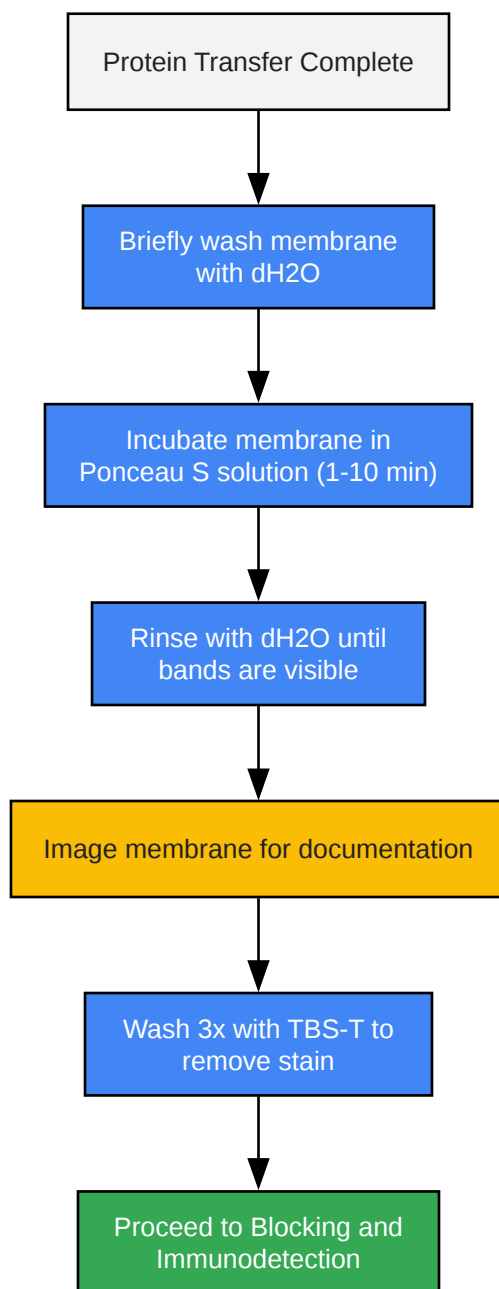 Protein Transfer Complete
Briefly wash membrane
with dH2O
Incubate membrane in
Ponceau S solution (1-10 min)
Rinse with dH2O until
bands are visible
Image membrane for documentation
Wash 3x with TBS-T to
remove stain
Proceed to Blocking and
Immunodetection